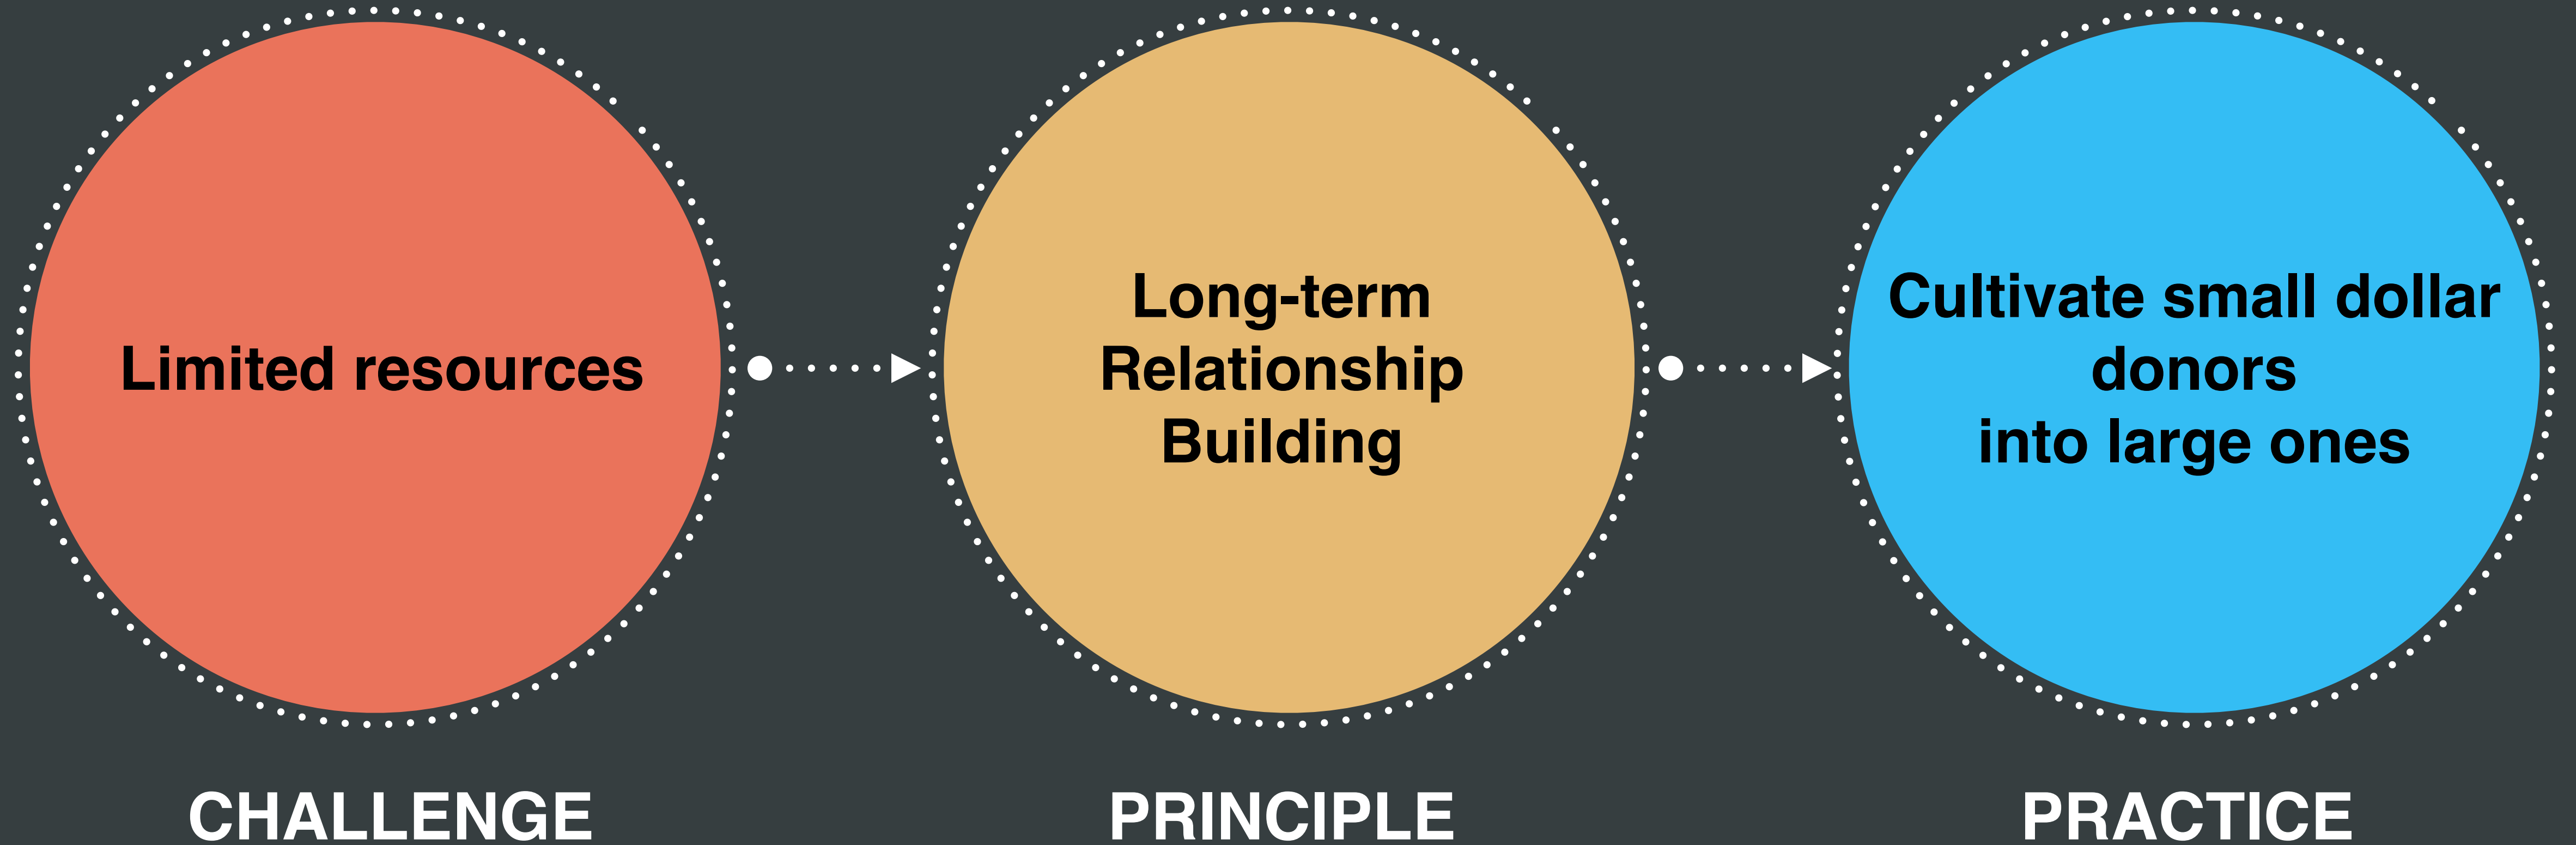 Limited resources
Long-term
Relationship
Building
Cultivate small dollar
donors
into large ones
CHALLENGE
PRINCIPLE
PRACTICE